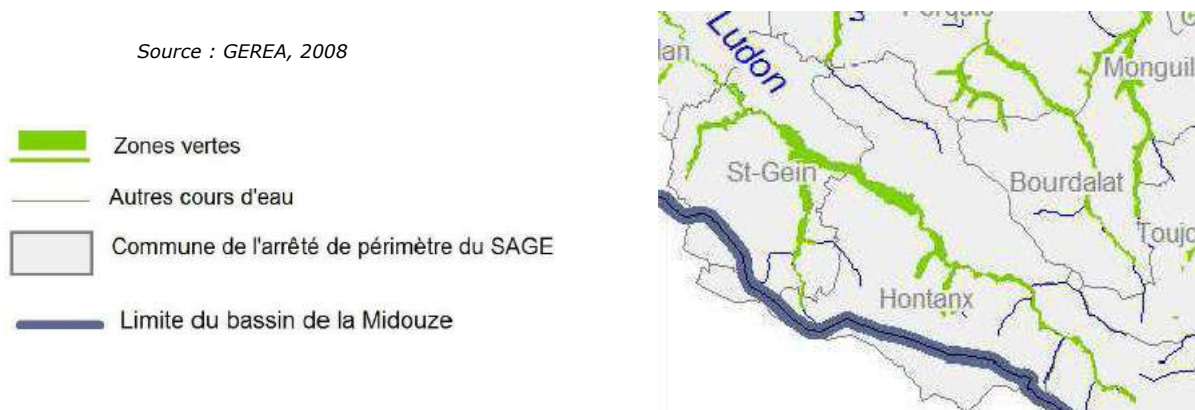 Source : GEREA, 2008
Zones vertes
Autres cours d'eau
Commune de l'arrêté de périmètre du SAGE
Limite du bassin de la Midouze
Ludon
St-Gein
Bourdalat
Hontanx